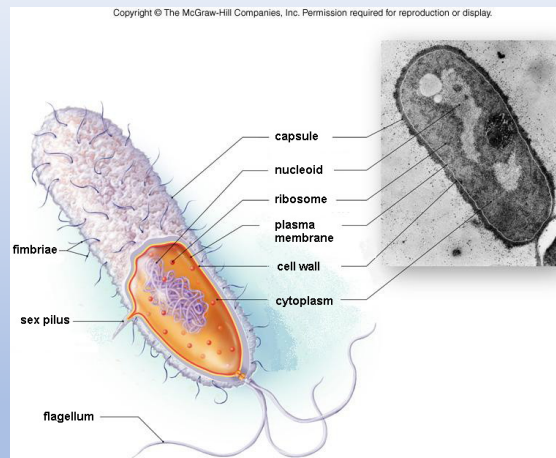 Copyright © The McGraw-Hill Companies, Inc. Permission required for reproduction or display.
capsule
nucleoid
ribosome
plasma
membrane
cell wall
cytoplasm
fimbriae
sex pilus
flagellum